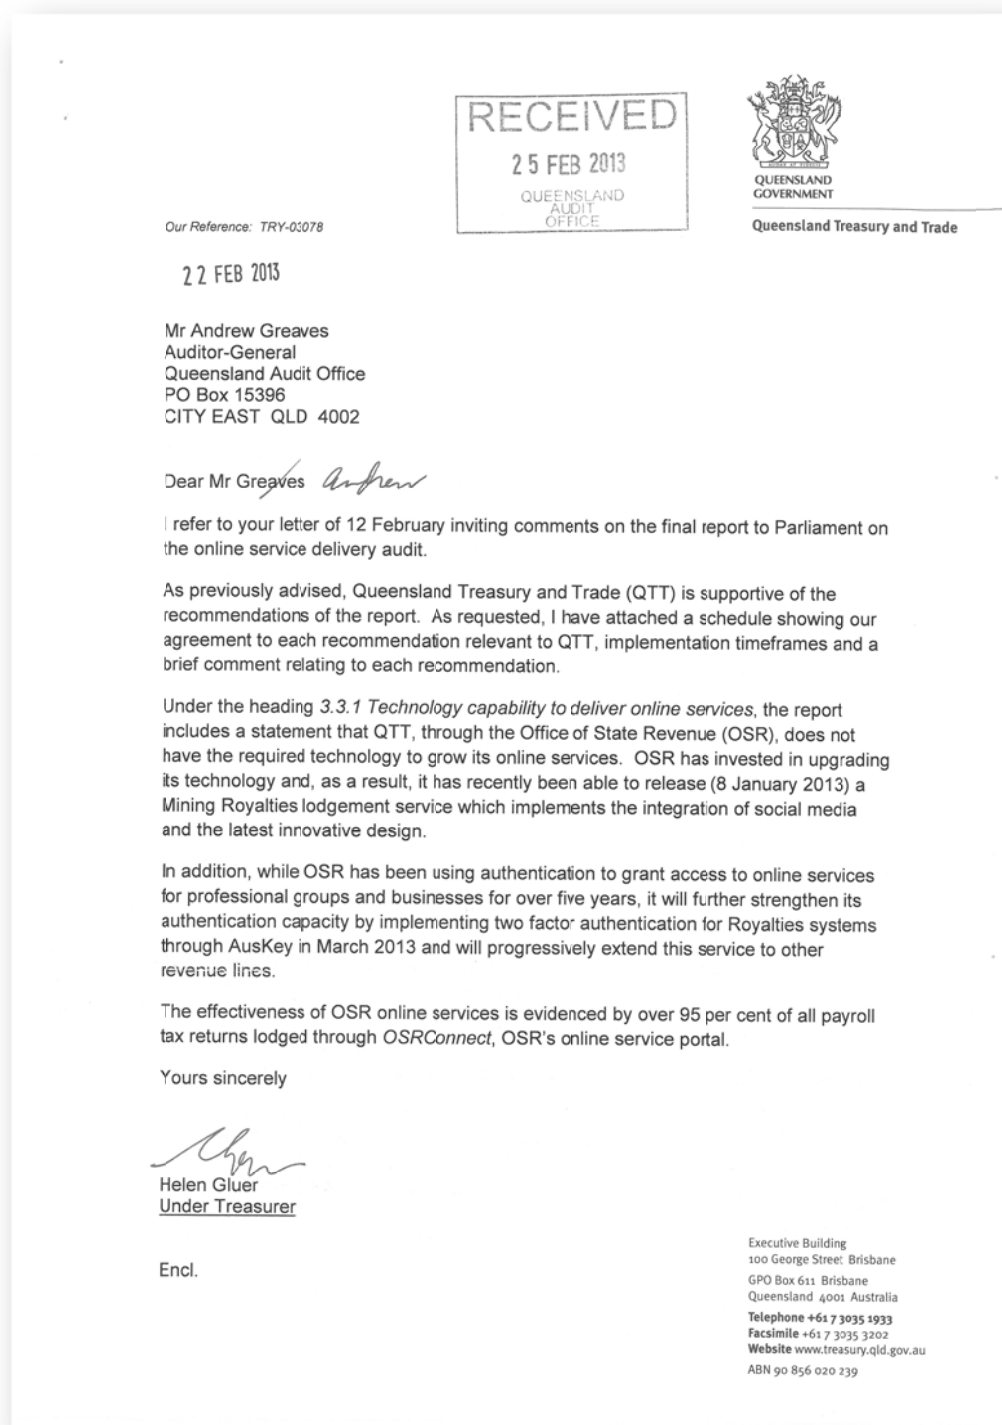 RECEIVED
25 FEB 2013
QUEENSLAND
AUDIT
OFFICE
QUEENSLAND
GOVERNMENT
Queensland Treasury and Trade
Our Reference: TRY-03078
22 FEB 2013
Mr Andrew Greaves
Auditor-General
Queensland Audit Office
PO Box 15396
CITY EAST QLD 4002
Dear Mr Greaves Andrew
I refer to your letter of 12 February inviting comments on the final report to Parliament on
the online service delivery audit.
As previously advised, Queensland Treasury and Trade (QTT) is supportive of the
recommendations of the report. As requested, I have attached a schedule showing our
agreement to each recommendation relevant to QTT, implementation timeframes and a
brief comment relating to each recommendation.
Under the heading 3.3.1 Technology capability to deliver online services, the report
includes a statement that QTT, through the Office of State Revenue (OSR), does not
have the required technology to grow its online services. OSR has invested in upgrading
its technology and, as a result, it has recently been able to release (8 January 2013) a
Mining Royalties lodgement service which implements the integration of social media
and the latest innovative design.
In addition, while OSR has been using authentication to grant access to online services
for professional groups and businesses for over five years, it will further strengthen its
authentication capacity by implementing two factor authentication for Royalties systems
through AusKey in March 2013 and will progressively extend this service to other
revenue lines.
The effectiveness of OSR online services is evidenced by over 95 per cent of all payroll
tax returns lodged through OSRConnect, OSR's online service portal.
Yours sincerely
Helen Gluer
Under Treasurer
Encl.
Executive Building
100 George Street Brisbane
GPO Box 611 Brisbane
Queensland 4001 Australia
Telephone +61 7 3035 1933
Facsimile +61 7 3035 3202
Website www.treasury.qld.gov.au
ABN 90 856 020 239